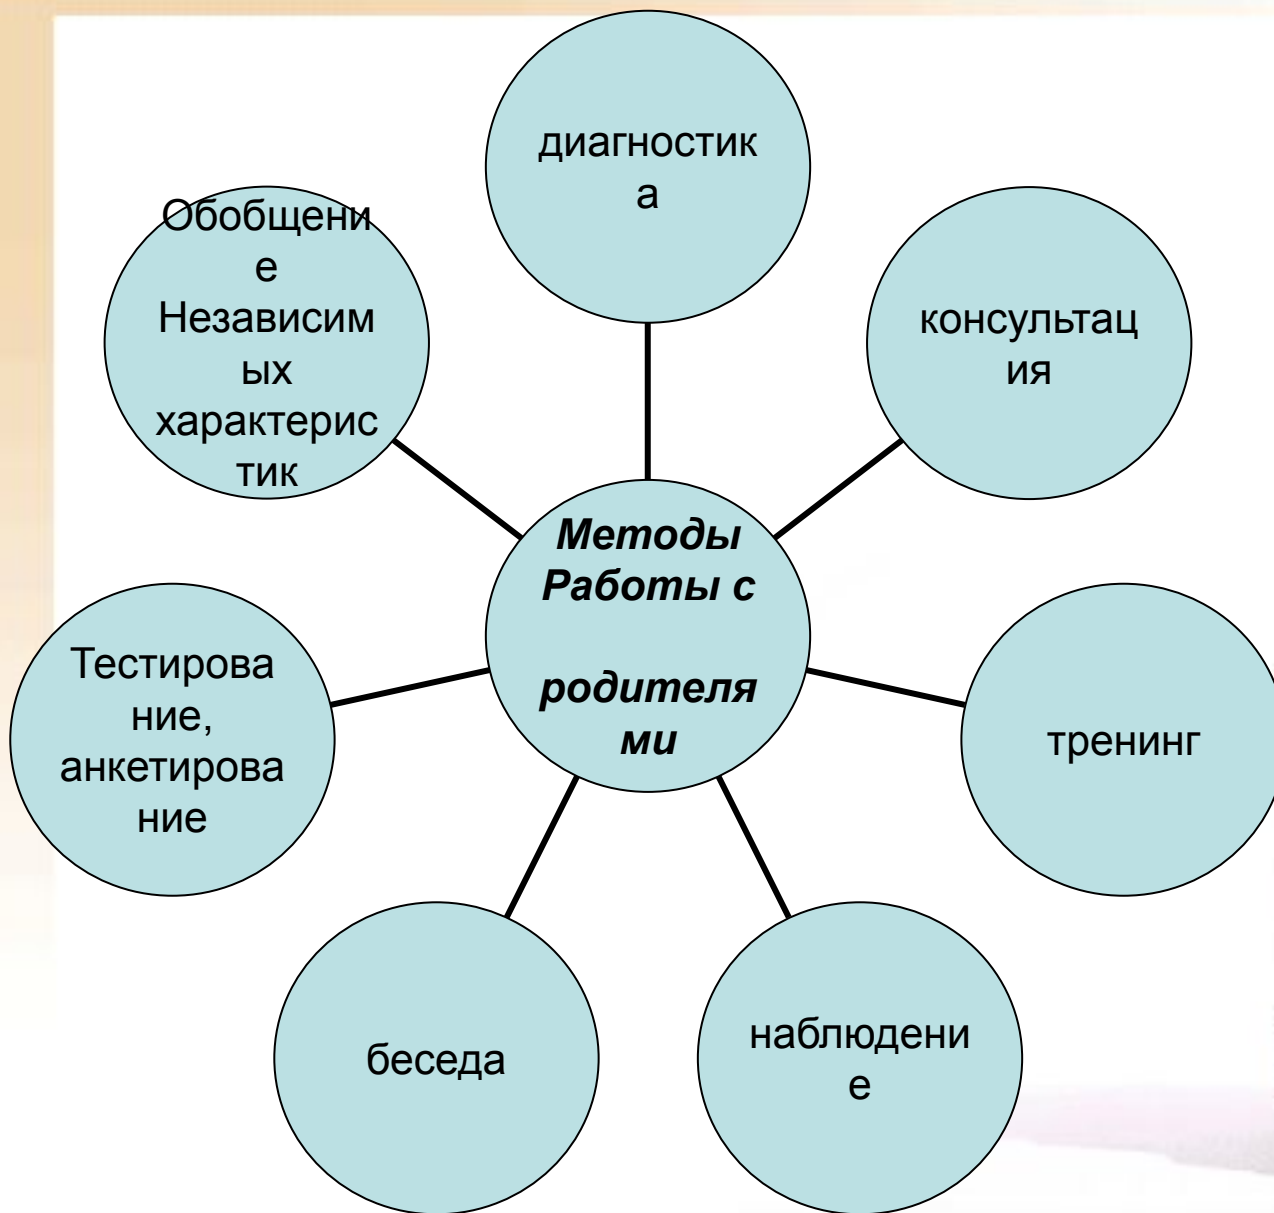 диагностик
а
консультац
ия
тренинг
наблюдени
е
беседа
Тестирова
ние,
анкетирова
ние
Обобщени
е
Независим
ых
характерис
тик
Методы
Работы с
родителя
ми